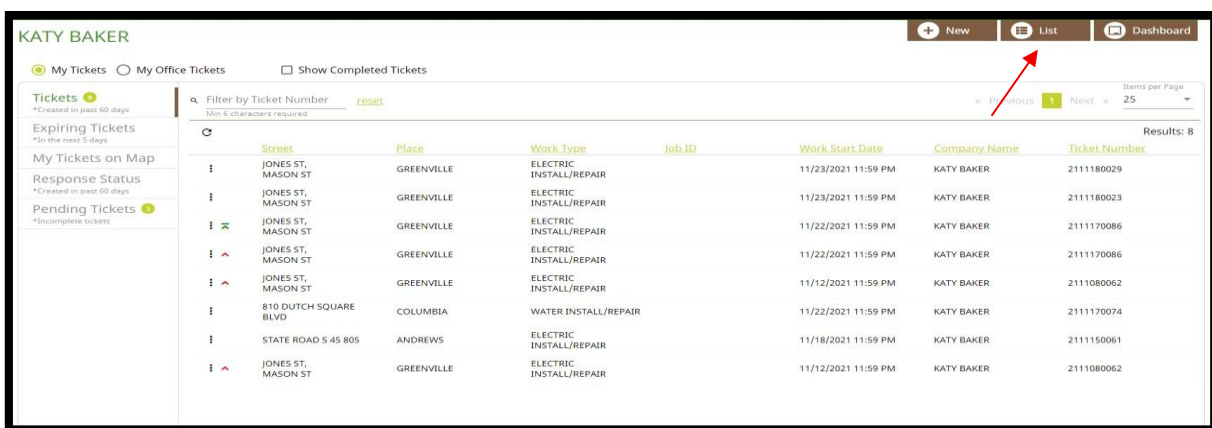 KATY BAKER
New List Dashboard
My Tickets My Office Tickets Show Completed Tickets
Tickets 8
*Created in past 60 days
Expiring Tickets
*In the next 5 days
My Tickets on Map
Response Status
*Created in past 60 days
Pending Tickets
*Incomplete tickets
Filter by Ticket Number reset
Min 6 characters required
« Previous 1 Next »
Items per Page
25
Results: 8
Street Place Work Type Job ID Work Start Date Company Name Ticket Number
JONES ST,
MASON ST GREENVILLE ELECTRIC
INSTALL/REPAIR 11/23/2021 11:59 PM KATY BAKER 2111180029
JONES ST,
MASON ST GREENVILLE ELECTRIC
INSTALL/REPAIR 11/23/2021 11:59 PM KATY BAKER 2111180023
JONES ST,
MASON ST GREENVILLE ELECTRIC
INSTALL/REPAIR 11/22/2021 11:59 PM KATY BAKER 2111170086
JONES ST,
MASON ST GREENVILLE ELECTRIC
INSTALL/REPAIR 11/22/2021 11:59 PM KATY BAKER 2111170086
JONES ST,
MASON ST GREENVILLE ELECTRIC
INSTALL/REPAIR 11/12/2021 11:59 PM KATY BAKER 2111080062
810 DUTCH SQUARE
BLVD COLUMBIA WATER INSTALL/REPAIR 11/22/2021 11:59 PM KATY BAKER 2111170074
STATE ROAD S 45 805 ANDREWS ELECTRIC
INSTALL/REPAIR 11/18/2021 11:59 PM KATY BAKER 2111150061
JONES ST,
MASON ST GREENVILLE ELECTRIC
INSTALL/REPAIR 11/12/2021 11:59 PM KATY BAKER 2111080062